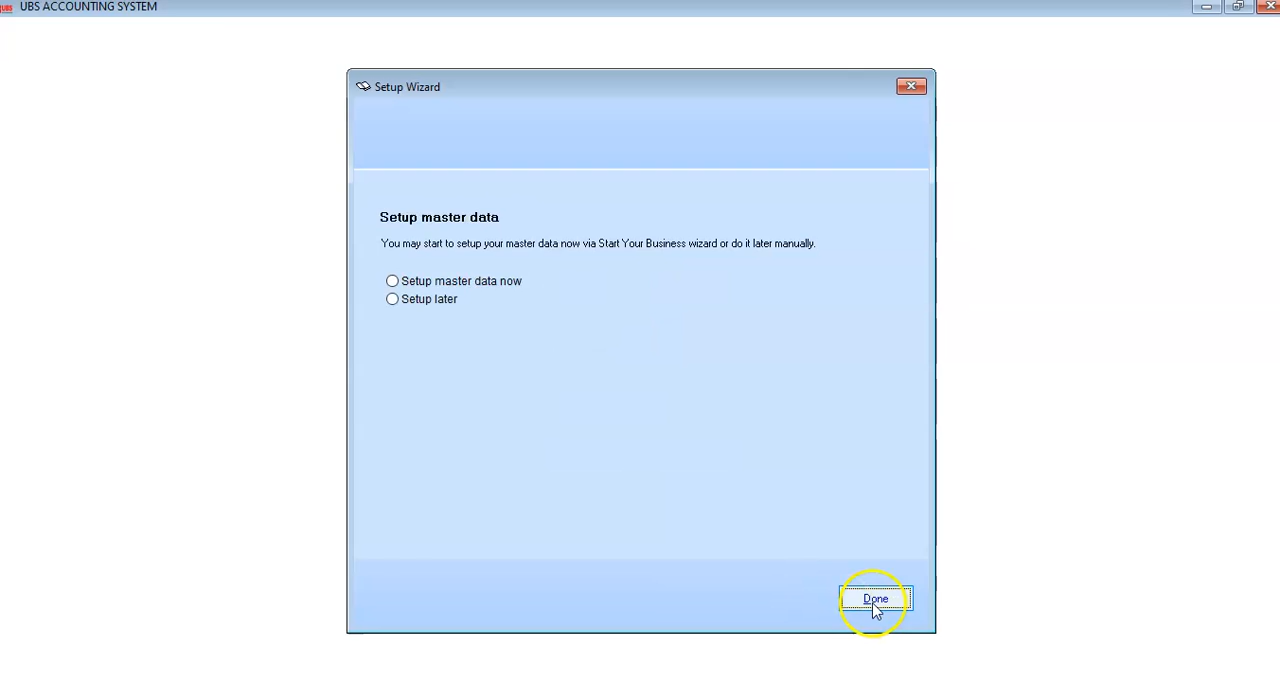 UBS UBS ACCOUNTING SYSTEM
Setup Wizard
Setup master data
You may start to setup your master data now via Start Your Business wizard or do it later manually.
Setup master data now
Setup later
Done